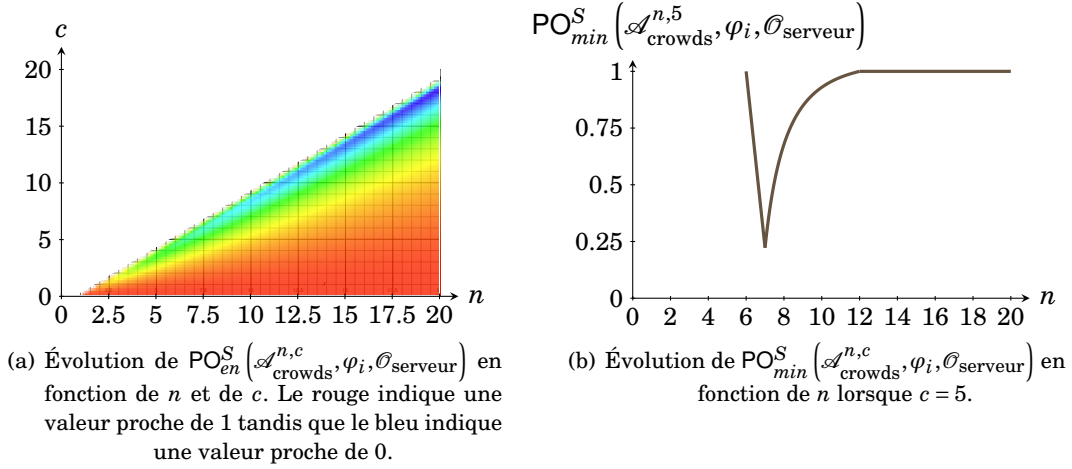 c
20
15
10
5
0
0 2.5 5 7.5 10 12.5 15 17.5 20 n
(a) Évolution de PO^S_en(𝒜^{n,c}_crowds, φ_i, 𝒪_serveur) en
fonction de n et de c. Le rouge indique une
valeur proche de 1 tandis que le bleu indique
une valeur proche de 0.
PO^S_min(𝒜^{n,5}_crowds, φ_i, 𝒪_serveur)
1
0.75
0.5
0.25
0
0 2 4 6 8 10 12 14 16 18 20 n
(b) Évolution de PO^S_min(𝒜^{n,c}_crowds, φ_i, 𝒪_serveur) en
fonction de n lorsque c = 5.